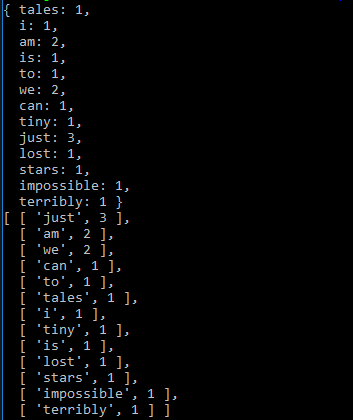 { tales: 1,
i: 1,
am: 2,
is: 1,
to: 1,
we: 2,
can: 1,
tiny: 1,
just: 3,
lost: 1,
stars: 1,
impossible: 1,
terribly: 1 }
[ [ 'just', 3 ],
[ 'am', 2 ],
[ 'we', 2 ],
[ 'can', 1 ],
[ 'to', 1 ],
[ 'tales', 1 ],
[ 'i', 1 ],
[ 'tiny', 1 ],
[ 'is', 1 ],
[ 'lost', 1 ],
[ 'stars', 1 ],
[ 'impossible', 1 ],
[ 'terribly', 1 ] ]